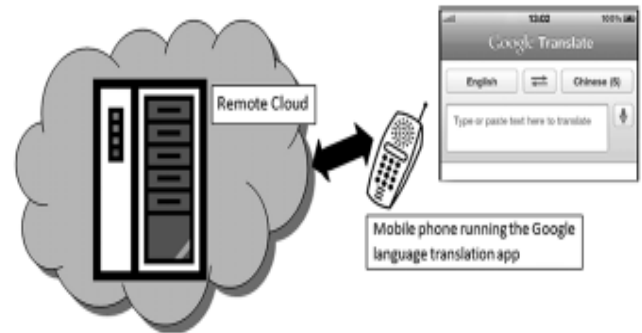 13:02 100%
Google Translate
English Chinese (S)
Type or paste text here to translate
Remote Cloud
Mobile phone running the Google
language translation app